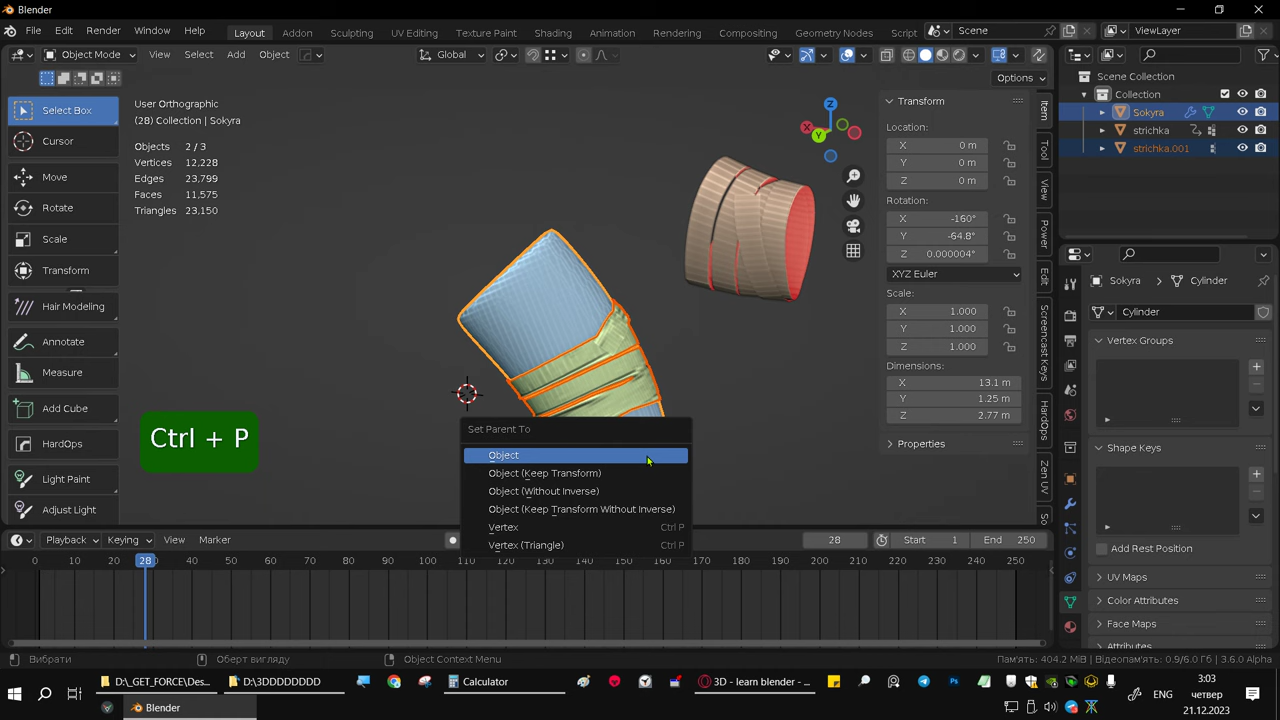 Blender
File Edit Render Window Help
Layout Addon Sculpting UV Editing Texture Paint Shading Animation Rendering Compositing Geometry Nodes Script
Scene
ViewLayer
Object Mode View Select Add Object
Global
Options
Select Box
Cursor
Move
Rotate
Scale
Transform
Hair Modeling
Annotate
Measure
Add Cube
HardOps
Light Paint
Adjust Light
User Orthographic
(28) Collection | Sokyra
Objects 2 / 3
Vertices 12,228
Edges 23,799
Faces 11,575
Triangles 23,150
Z
X
Y
Ctrl + P
Set Parent To
Object
Object (Keep Transform)
Object (Without Inverse)
Object (Keep Transform Without Inverse)
Vertex Ctrl P
Vertex (Triangle) Ctrl P
Transform
Location:
X 0 m
Y 0 m
Z 0 m
Rotation:
X -160°
Y -64.8°
Z 0.000004°
XYZ Euler
Scale:
X 1.000
Y 1.000
Z 1.000
Dimensions:
X 13.1 m
Y 1.25 m
Z 2.77 m
Properties
Item
Tool
View
Power
Edit
Screencast Keys
HardOps
Zen UV
So
Scene Collection
Collection
Sokyra
strichka
strichka.001
Sokyra Cylinder
Cylinder
Vertex Groups
Shape Keys
Add Rest Position
UV Maps
Color Attributes
Face Maps
Attributes
Playback Keying View Marker
28 Start 1 End 250
0 10 20 28 40 50 60 70 80 90 100 110 120 130 140 150 160 170 180 190 200 210 220 230 240 250
Вибрати Оберт вигляду Object Context Menu
Пам'ять: 404.2 MiB | Відеопам'ять: 0.9/6.0 Гб | 3.6.0 Alpha
D:\_GET_FORCE\Des...
D:\3DDDDDDDD
Calculator
3D - learn blender - ...
Blender
ENG
3:03
четвер
21.12.2023